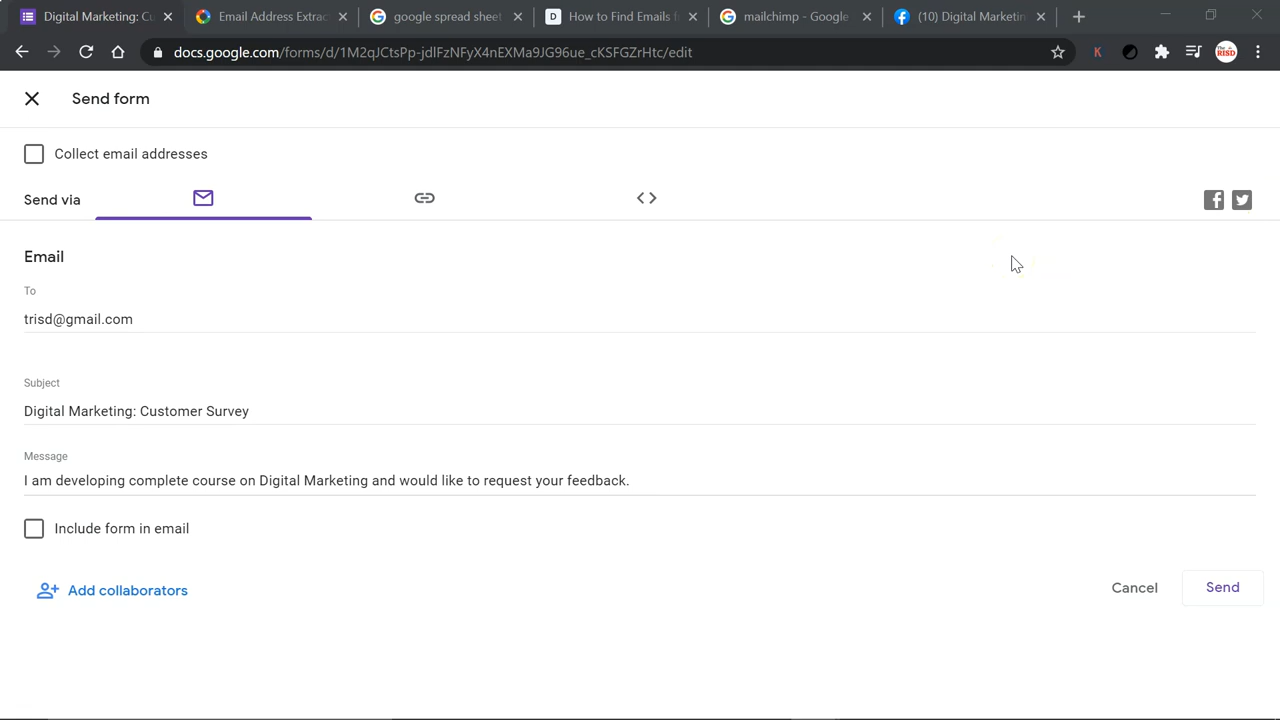 Digital Marketing: Cu
Email Address Extrac
google spread sheet
D How to Find Emails f
mailchimp - Google
(10) Digital Marketin
docs.google.com/forms/d/1M2qJCtsPp-jdlFzNFyX4nEXMa9JG96ue_cKSFGZrHtc/edit
K
The RISD
Send form
Collect email addresses
Send via
Email
To
trisd@gmail.com
Subject
Digital Marketing: Customer Survey
Message
I am developing complete course on Digital Marketing and would like to request your feedback.
Include form in email
Add collaborators
Cancel
Send